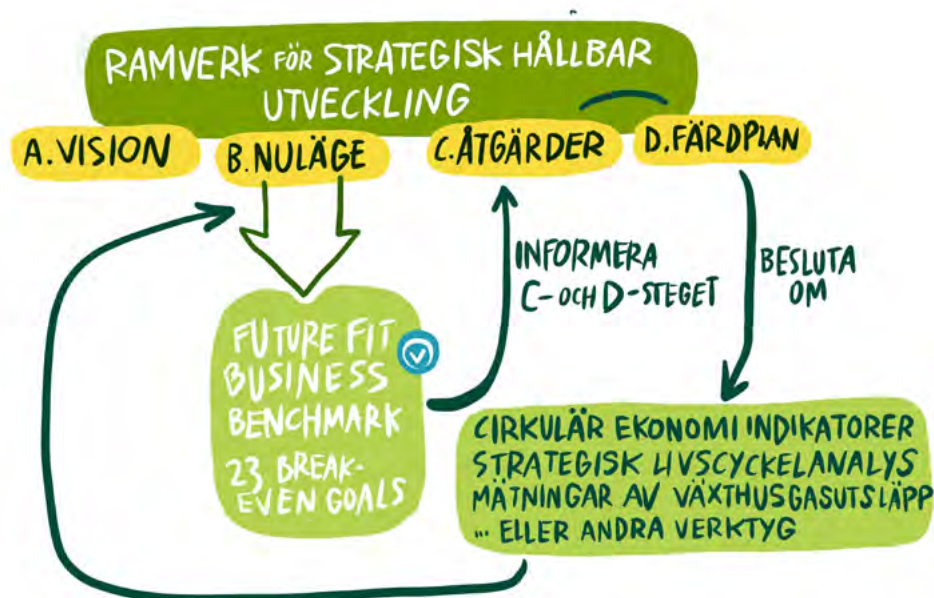 RAMVERK FÖR STRATEGISK HÅLLBAR
UTVECKLING
A. VISION
B. NULÄGE
C. ÅTGÄRDER
D. FÄRDPLAN
INFORMERA
C- OCH D-STEGET
BESLUTA
OM
FUTURE FIT
BUSINESS
BENCHMARK
23 BREAK-
EVEN GOALS
CIRKULÄR EKONOMI INDIKATORER
STRATEGISK LIVSCYCKELANALYS
MÄTNINGAR AV VÄXTHUSGASUTSLÄPP
... ELLER ANDRA VERKTYG